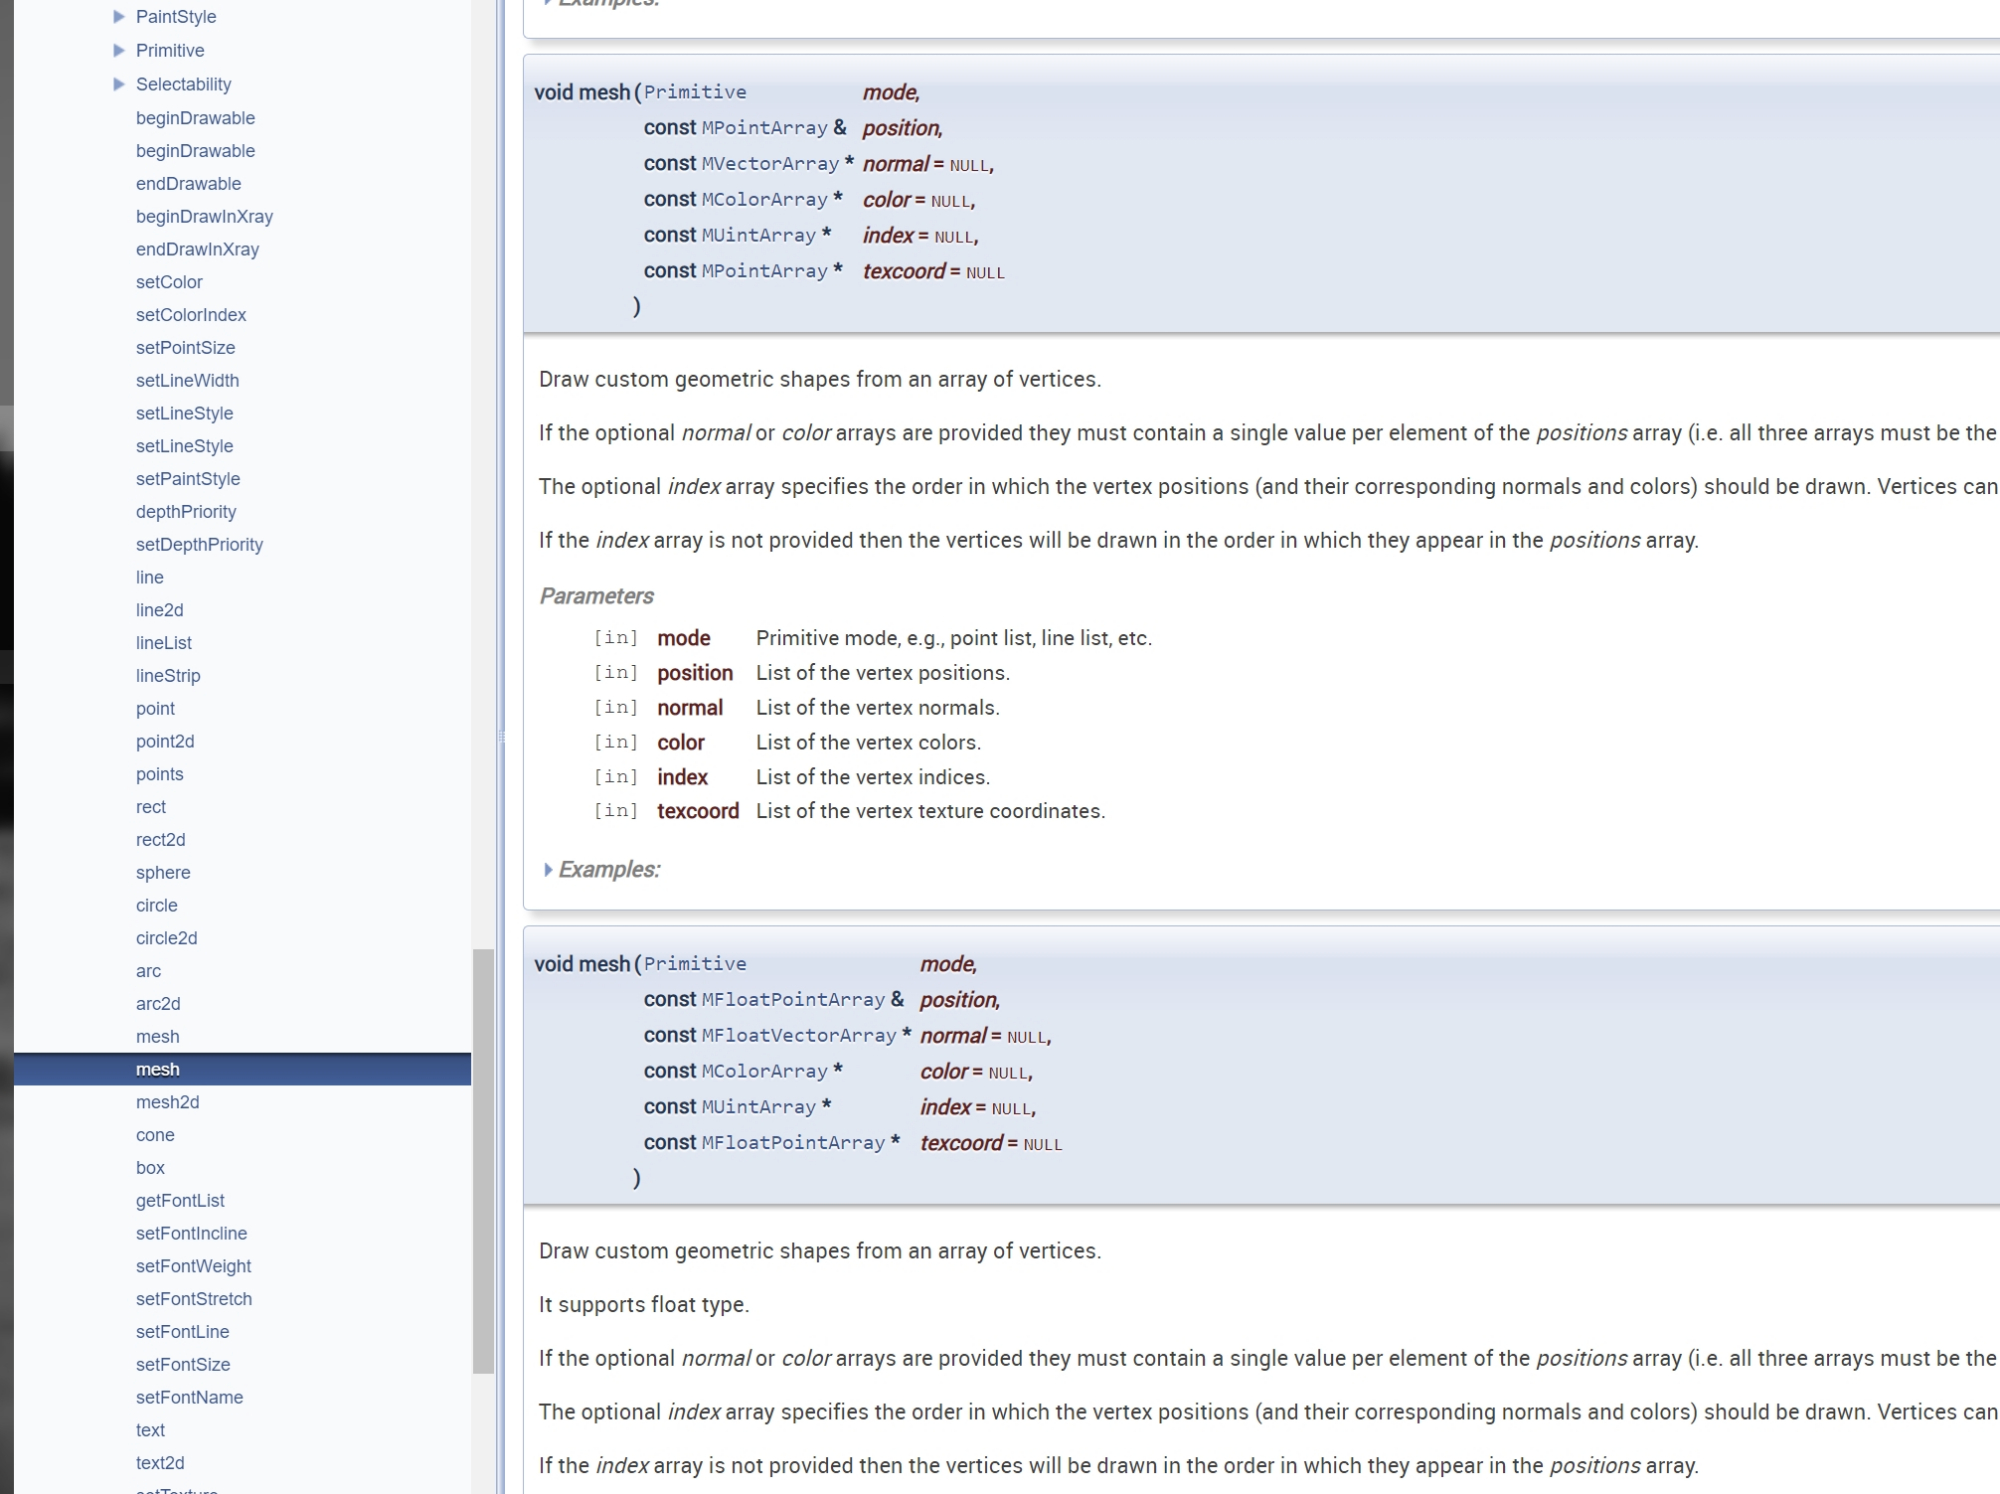 PaintStyle
Primitive
Selectability
beginDrawable
beginDrawable
endDrawable
beginDrawInXray
endDrawInXray
setColor
setColorIndex
setPointSize
setLineWidth
setLineStyle
setLineStyle
setPaintStyle
depthPriority
setDepthPriority
line
line2d
lineList
lineStrip
point
point2d
points
rect
rect2d
sphere
circle
circle2d
arc
arc2d
mesh
mesh
mesh2d
cone
box
getFontList
setFontIncline
setFontWeight
setFontStretch
setFontLine
setFontSize
setFontName
text
text2d
setTexture
Examples:
void mesh ( Primitive mode,
const MPointArray & position,
const MVectorArray * normal = NULL,
const MColorArray * color = NULL,
const MUintArray * index = NULL,
const MPointArray * texcoord = NULL
)
Draw custom geometric shapes from an array of vertices.
If the optional normal or color arrays are provided they must contain a single value per element of the positions array (i.e. all three arrays must be the
The optional index array specifies the order in which the vertex positions (and their corresponding normals and colors) should be drawn. Vertices can
If the index array is not provided then the vertices will be drawn in the order in which they appear in the positions array.
Parameters
[in] mode Primitive mode, e.g., point list, line list, etc.
[in] position List of the vertex positions.
[in] normal List of the vertex normals.
[in] color List of the vertex colors.
[in] index List of the vertex indices.
[in] texcoord List of the vertex texture coordinates.
Examples:
void mesh ( Primitive mode,
const MFloatPointArray & position,
const MFloatVectorArray * normal = NULL,
const MColorArray * color = NULL,
const MUintArray * index = NULL,
const MFloatPointArray * texcoord = NULL
)
Draw custom geometric shapes from an array of vertices.
It supports float type.
If the optional normal or color arrays are provided they must contain a single value per element of the positions array (i.e. all three arrays must be the
The optional index array specifies the order in which the vertex positions (and their corresponding normals and colors) should be drawn. Vertices can
If the index array is not provided then the vertices will be drawn in the order in which they appear in the positions array.